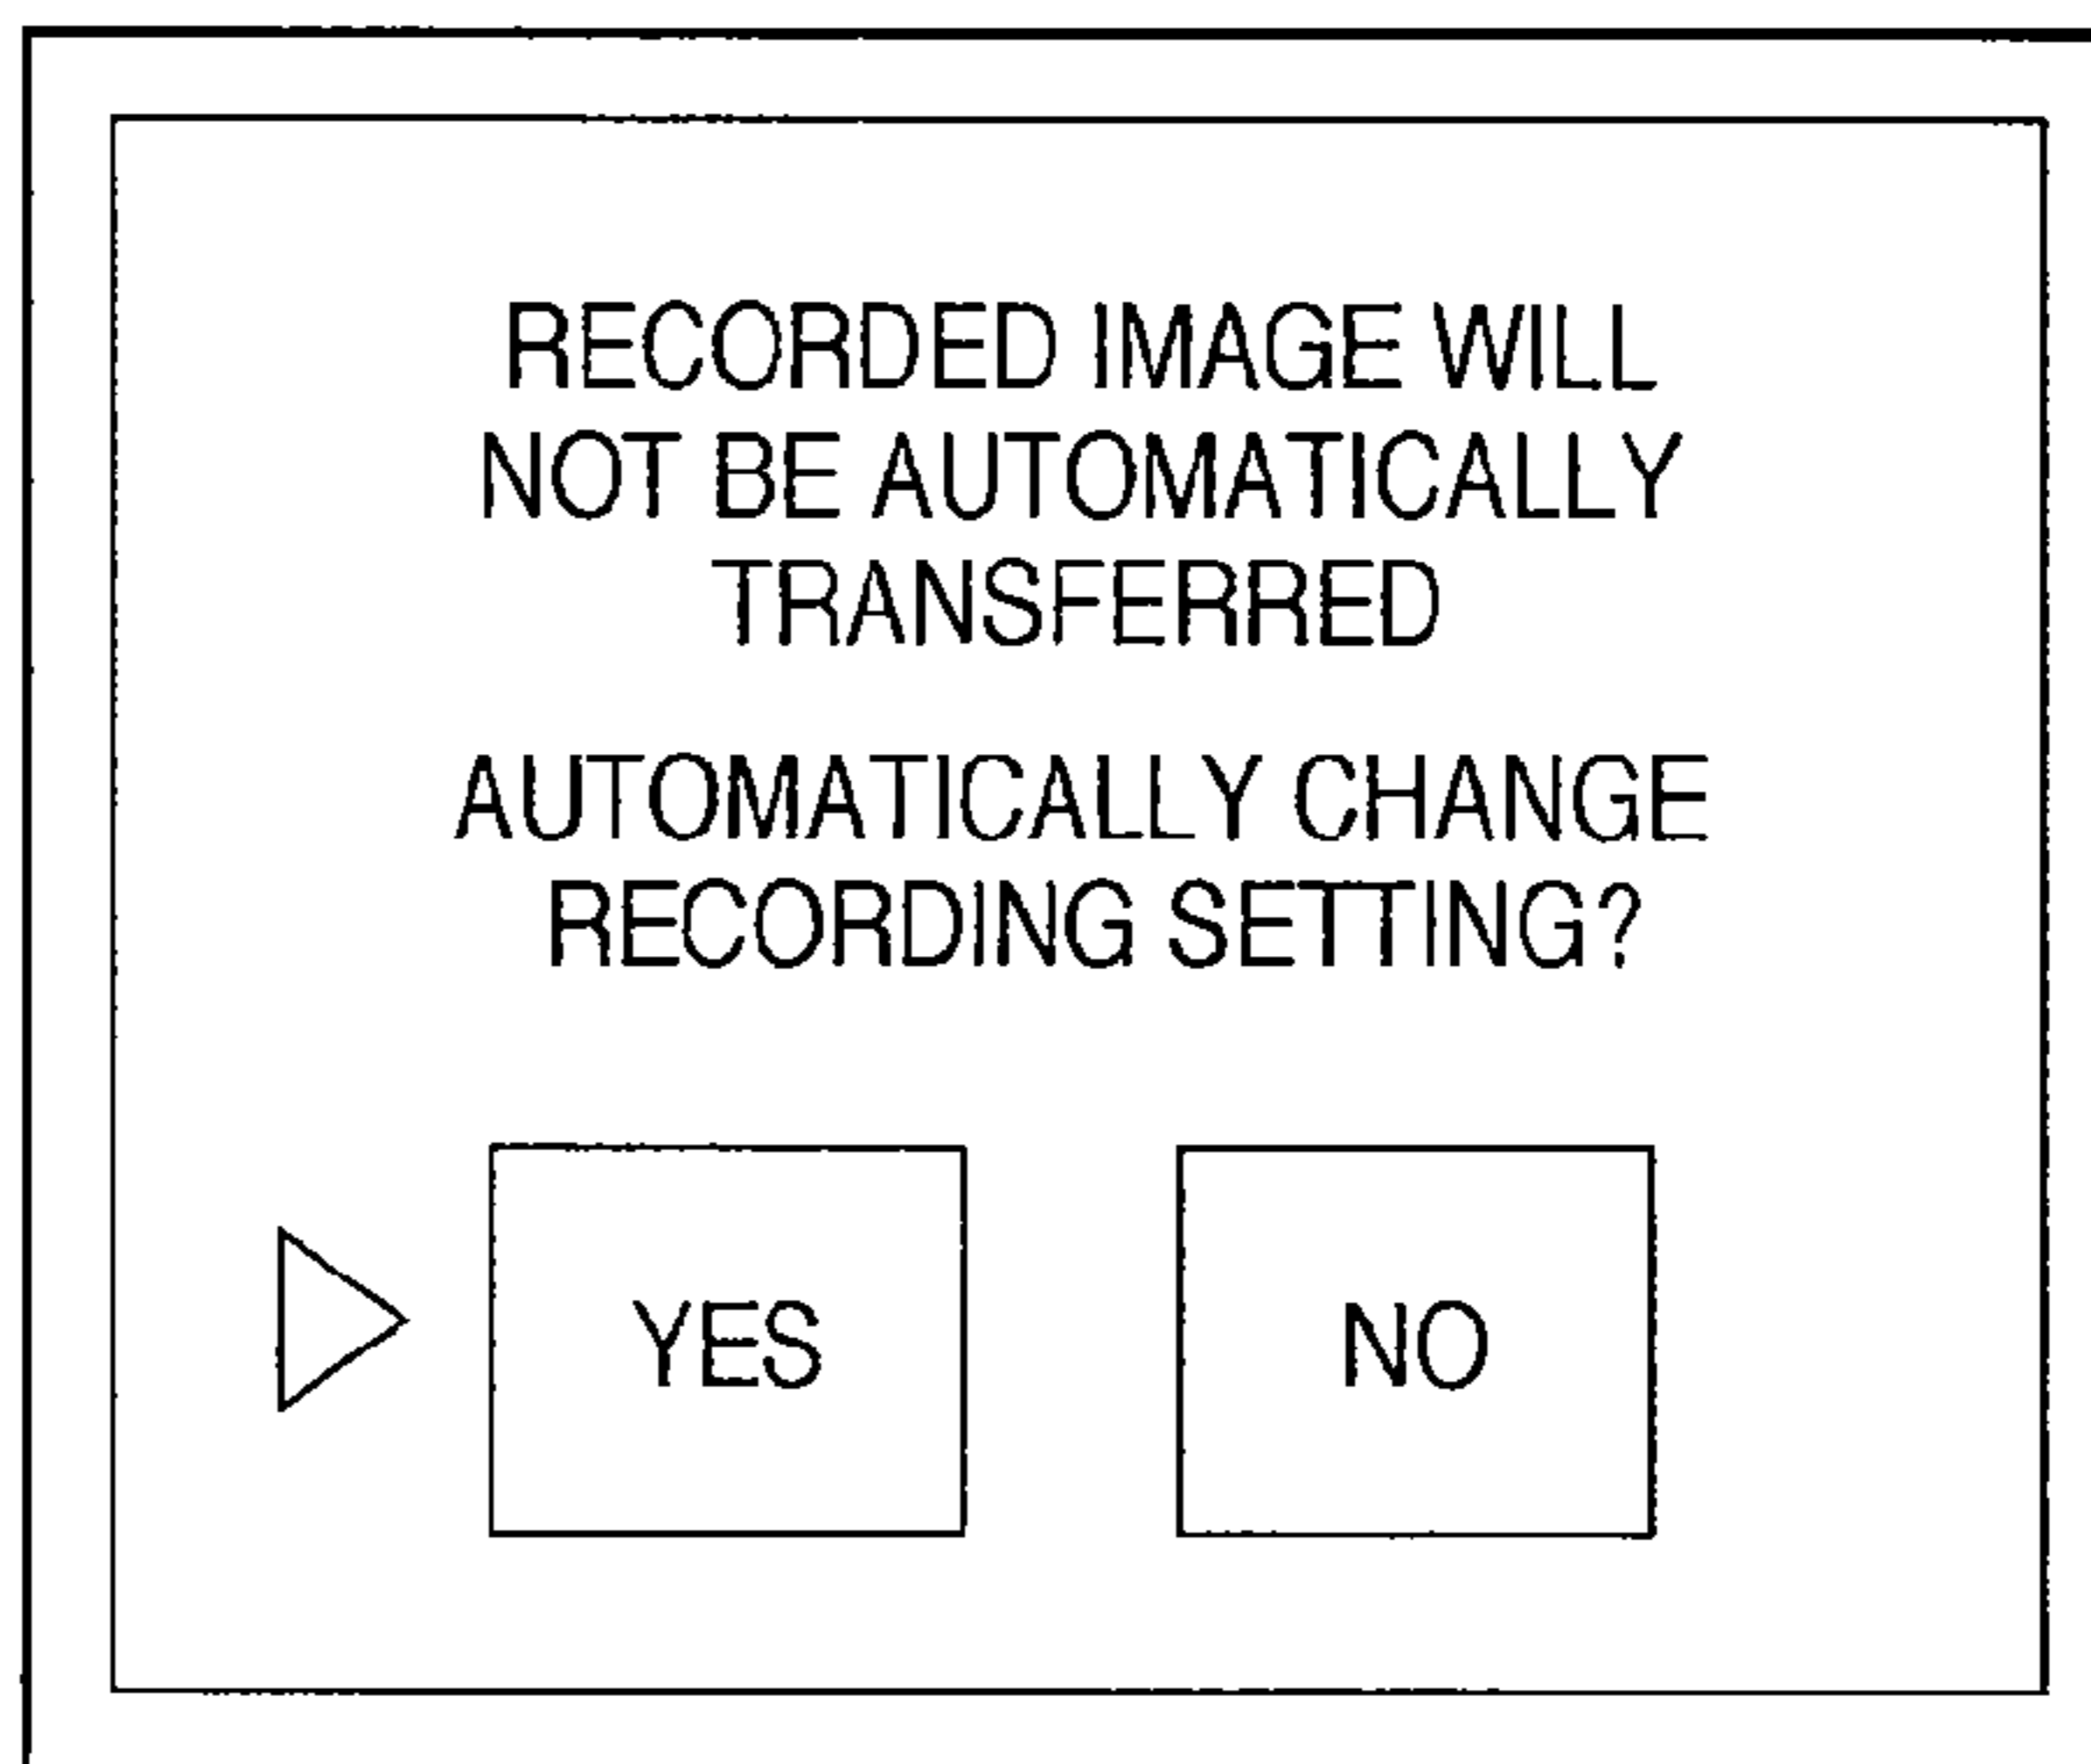 RECORDED IMAGE WILL
NOT BE AUTOMATICALLY
TRANSFERRED
AUTOMATICALLY CHANGE
RECORDING SETTING?
YES NO